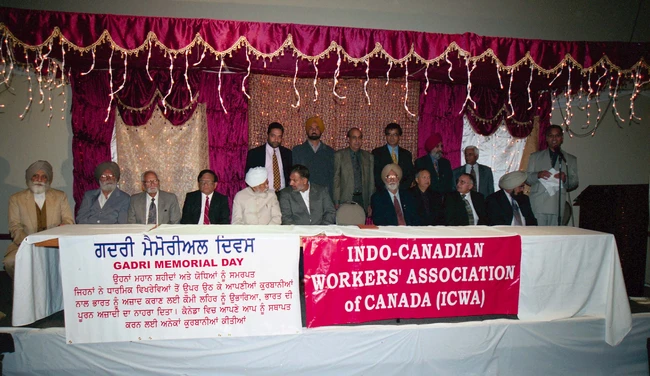 ਗਦਰੀ ਮੈਮੋਰੀਅਲ ਦਿਵਸ
GADRI MEMORIAL DAY
ਉਹਨਾਂ ਮਹਾਨ ਸ਼ਹੀਦਾਂ ਅਤੇ ਯੋਧਿਆਂ ਨੂੰ ਸਮਰਪਤ
ਜਿਹਨਾਂ ਨੇ ਧਾਰਮਿਕ ਵਖਰੇਵਿਆਂ ਤੋਂ ਉਪਰ ਉਠ ਕੇ ਆਪਣੀਆਂ ਕੁਰਬਾਨੀਆਂ
ਨਾਲ ਭਾਰਤ ਨੂੰ ਅਜ਼ਾਦ ਕਰਾਣ ਲਈ ਕੌਮੀ ਲਹਿਰ ਨੂੰ ਉਭਾਰਿਆ, ਭਾਰਤ ਦੀ
ਪੂਰਨ ਅਜ਼ਾਦੀ ਦਾ ਨਾਹਰਾ ਦਿਤਾ। ਕੈਨੇਡਾ ਵਿਚ ਆਪਣੇ ਆਪ ਨੂੰ ਸਥਾਪਤ
ਕਰਨ ਲਈ ਅਨੇਕਾਂ ਕੁਰਬਾਨੀਆਂ ਕੀਤੀਆਂ
INDO-CANADIAN
WORKERS' ASSOCIATION
of CANADA (ICWA)